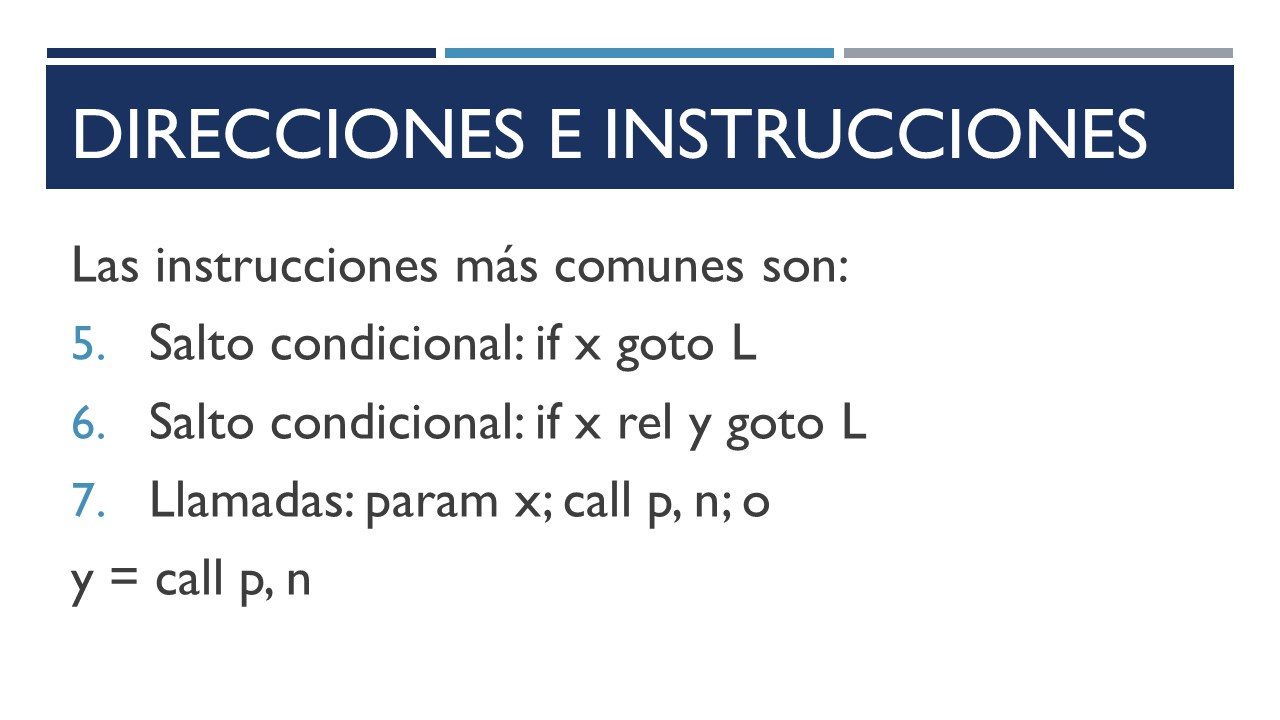 DIRECCIONES E INSTRUCCIONES
Las instrucciones más comunes son:
5. Salto condicional: if x goto L
6. Salto condicional: if x rel y goto L
7. Llamadas: param x; call p, n; o
y = call p, n